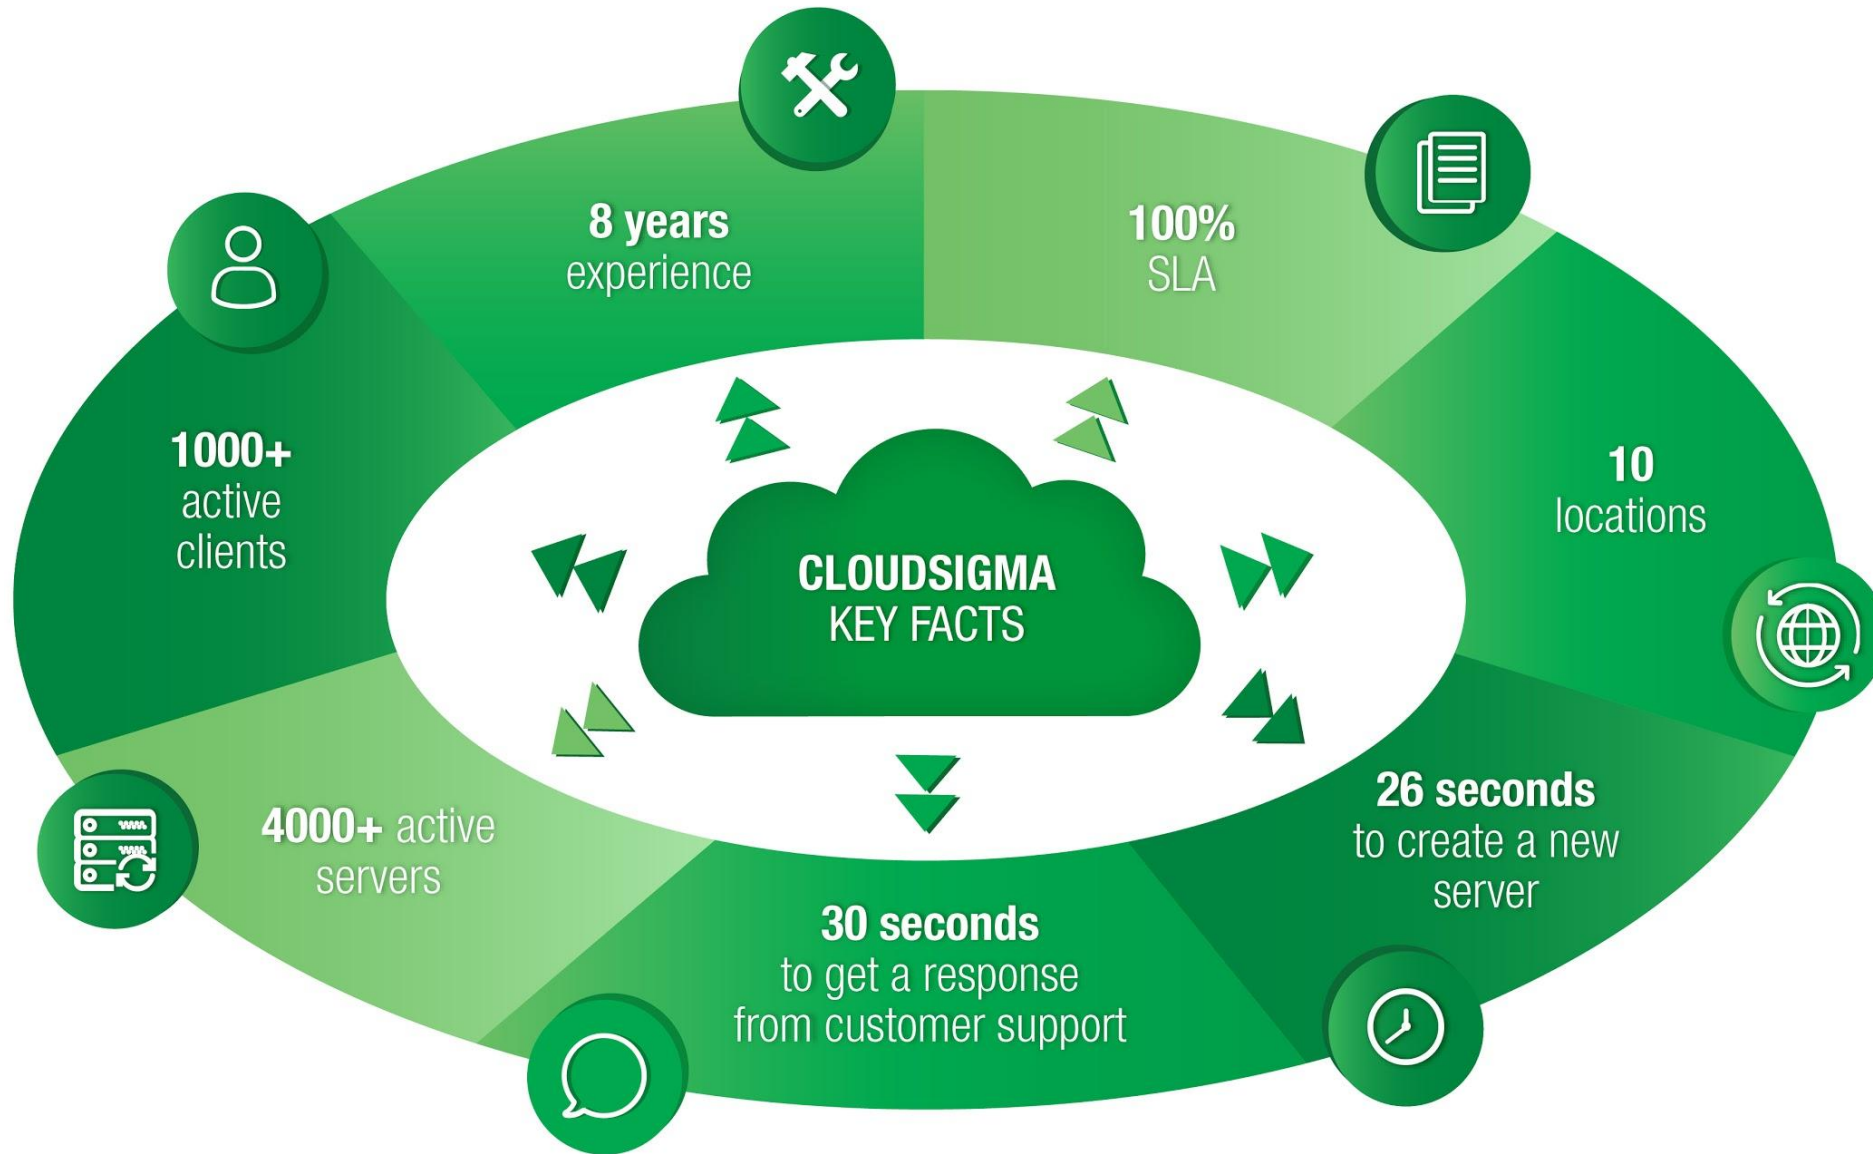 8 years
experience
100%
SLA
10
locations
26 seconds
to create a new
server
30 seconds
to get a response
from customer support
4000+ active
servers
1000+
active
clients
CLOUDSIGMA
KEY FACTS